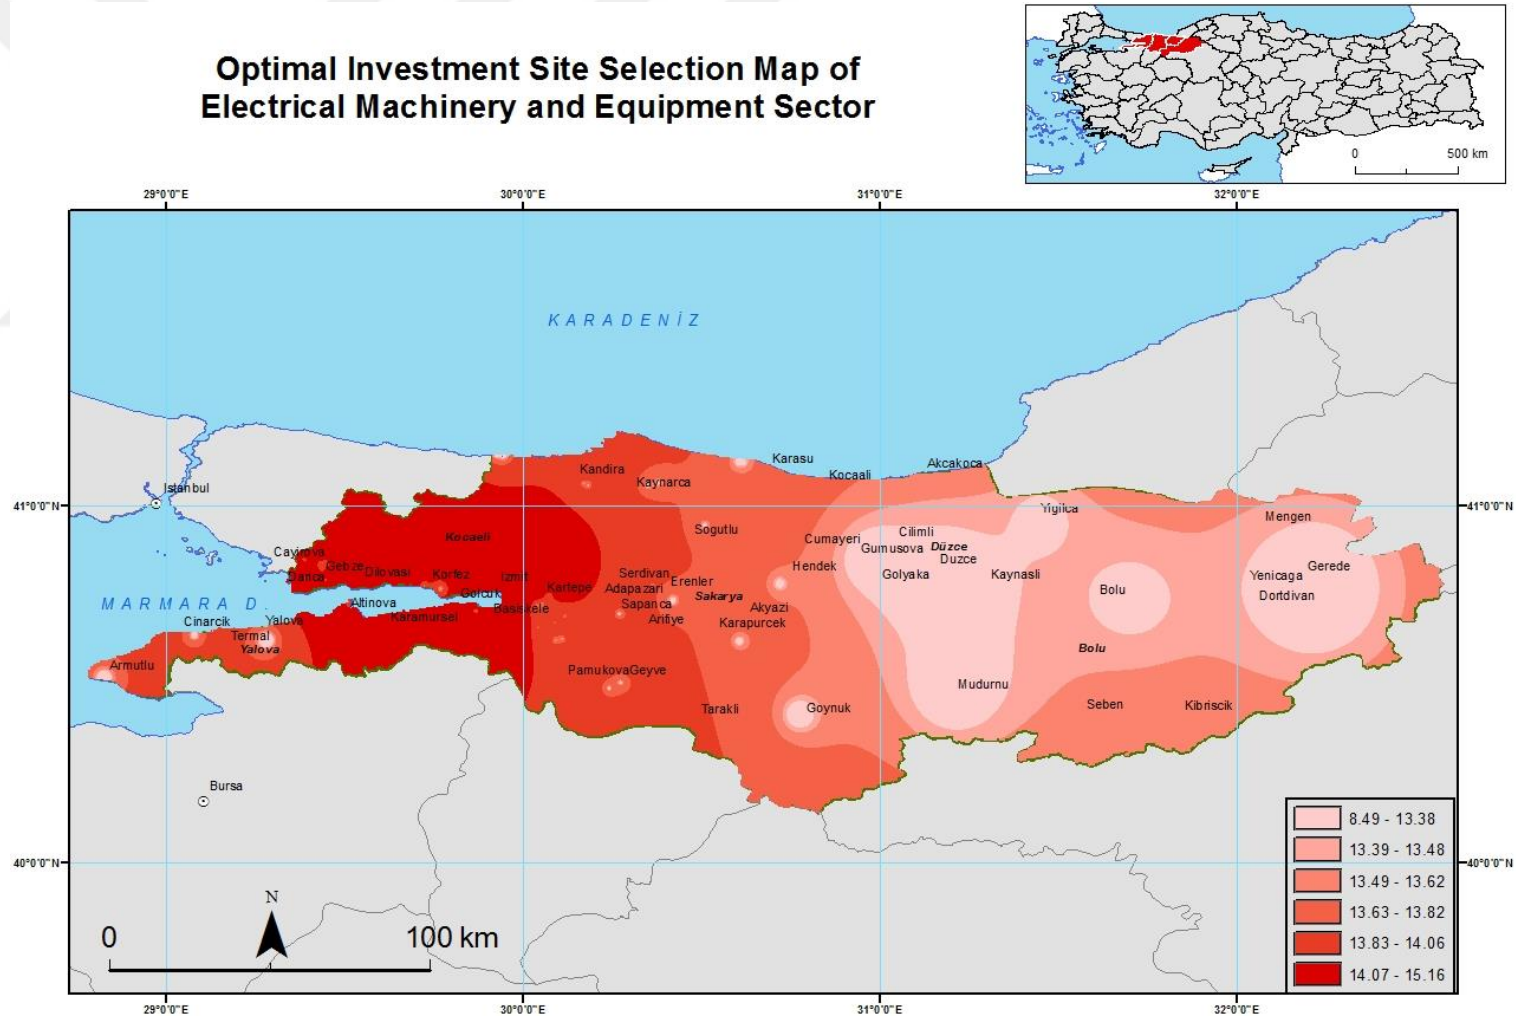 Optimal Investment Site Selection Map of
Electrical Machinery and Equipment Sector
0 500 km
29°0'0"E 30°0'0"E 31°0'0"E 32°0'0"E
KARADENİZ
Karasu
Kocaali
Akcakoca
Kandira
Kaynarca
Istanbul
41°0'0"N 41°0'0"N
Yigilca
Mengen
Sogutlu
Cilimli
Kocaeli
Cumayeri
Gumusova
Düzce
Duzce
Cayirova
Gebze
Dilovasi
Korfez
Izmit
Darica
Hendek
Golyaka
Kaynasli
Gerede
Yenicaga
Dortdivan
Serdivan
Erenler
Adapazari
Kartepe
Sakarya
Bolu
MARMARA D.
Altinova
Golcuk
Basiskele
Sapanca
Akyazi
Cinarcik
Yalova
Karamursel
Arifiye
Karapurcek
Termal
Yalova
Bolu
Armutlu
Pamukova
Geyve
Mudurnu
Tarakli
Goynuk
Seben
Kibriscik
Bursa
8.49 - 13.38
13.39 - 13.48
13.49 - 13.62
13.63 - 13.82
13.83 - 14.06
14.07 - 15.16
40°0'0"N 40°0'0"N
N
0 100 km
29°0'0"E 30°0'0"E 31°0'0"E 32°0'0"E